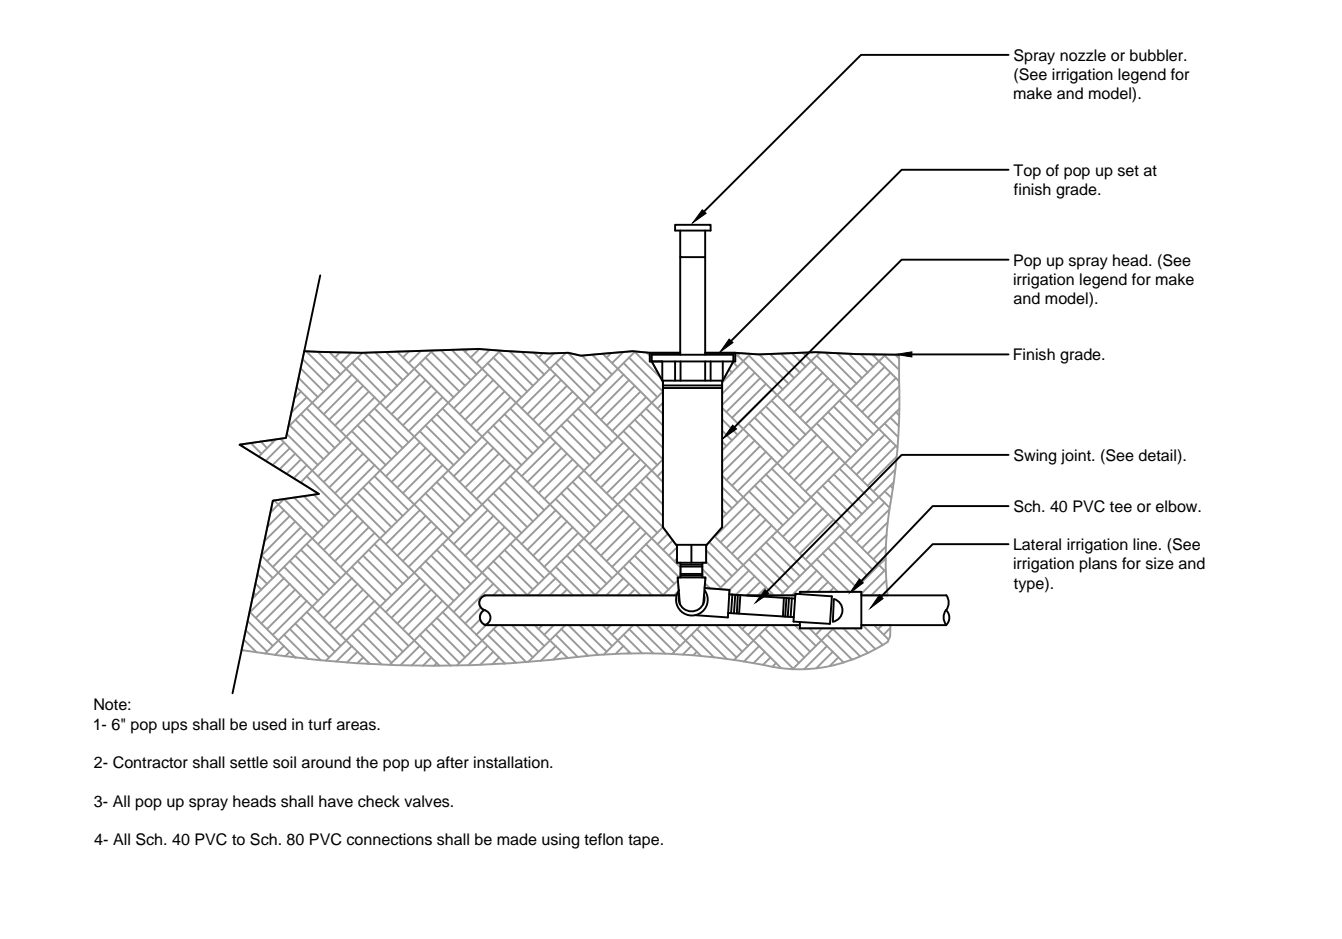 Spray nozzle or bubbler.
(See irrigation legend for
make and model).
Top of pop up set at
finish grade.
Pop up spray head. (See
irrigation legend for make
and model).
Finish grade.
Swing joint. (See detail).
Sch. 40 PVC tee or elbow.
Lateral irrigation line. (See
irrigation plans for size and
type).
Note:
1- 6" pop ups shall be used in turf areas.
2- Contractor shall settle soil around the pop up after installation.
3- All pop up spray heads shall have check valves.
4- All Sch. 40 PVC to Sch. 80 PVC connections shall be made using teflon tape.